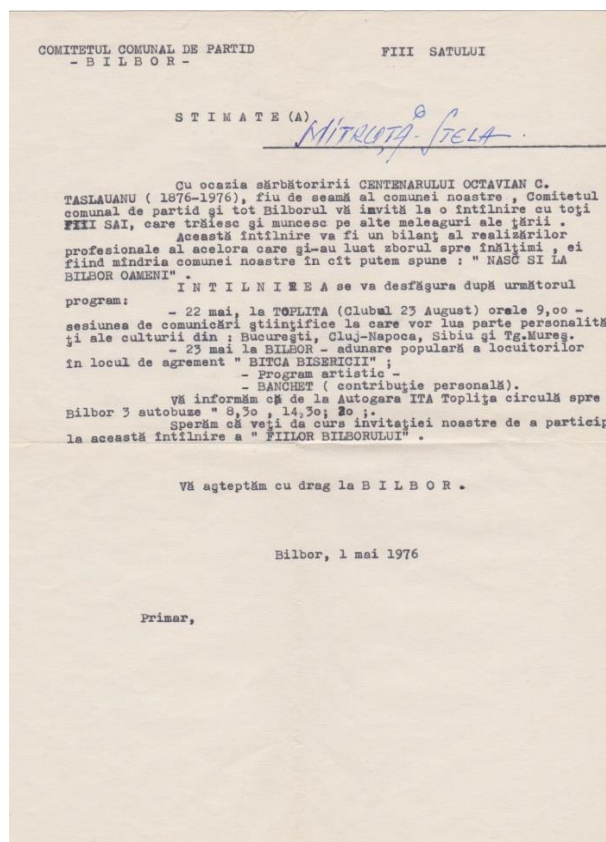 COMITETUL COMUNAL DE PARTID FIII SATULUI
- B I L B O R -
S T I M A T E (A) MITRUȚĂ STELA.
Cu ocazia sărbătoririi CENTENARULUI OCTAVIAN C.
TASLAUANU ( 1876-1976), fiu de seamă al comunei noastre , Comitetul
comunal de partid şi tot Bilborul vă invită la o întîlnire cu toţi
FIII SAI, care trăiesc şi muncesc pe alte meleaguri ale ţării .
Această întîlnire va fi un bilanţ al realizărilor
profesionale al acelora care şi-au luat zborul spre înălţimi , ei
fiind mîndria comunei noastre în cît putem spune : " NASC SI LA
BILBOR OAMENI" .
I N T I L N I R E A se va desfăşura după următorul
program:
- 22 mai, la TOPLITA (Clubul 23 August) orele 9,oo -
sesiunea de comunicări ştiinţifice la care vor lua parte personalită
ţi ale culturii din : Bucureşti, Cluj-Napoca, Sibiu şi Tg.Mureş.
- 23 mai la BILBOR - adunare populară a locuitorilor
în locul de agrement " BITCA BISERICII" ;
- Program artistic -
- BANCHET ( contribuţie personală).
Vă informăm că de la Autogara ITA Topliţa circulă spre
Bilbor 3 autobuze " 8,3o , 14,3o; 2o ;.
Sperăm că veţi da curs invitaţiei noastre de a particip
la această întîlnire a " FIILOR BILBORULUI" .
Vă aşteptăm cu drag la B I L B O R .
Bilbor, 1 mai 1976
Primar,